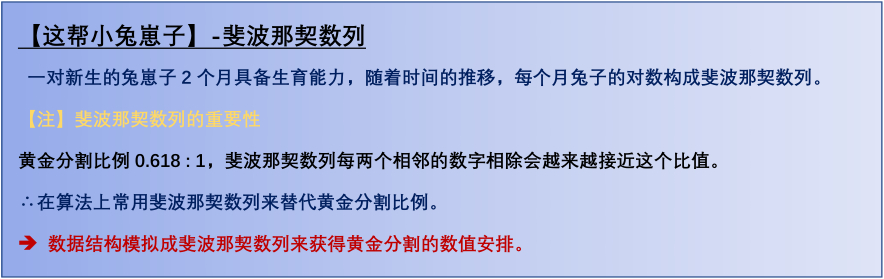 【这帮小兔崽子】-斐波那契数列
一对新生的兔崽子 2 个月具备生育能力，随着时间的推移，每个月兔子的对数构成斐波那契数列。
【注】斐波那契数列的重要性
黄金分割比例 0.618 : 1，斐波那契数列每两个相邻的数字相除会越来越接近这个比值。
∴在算法上常用斐波那契数列来替代黄金分割比例。
➔ 数据结构模拟成斐波那契数列来获得黄金分割的数值安排。